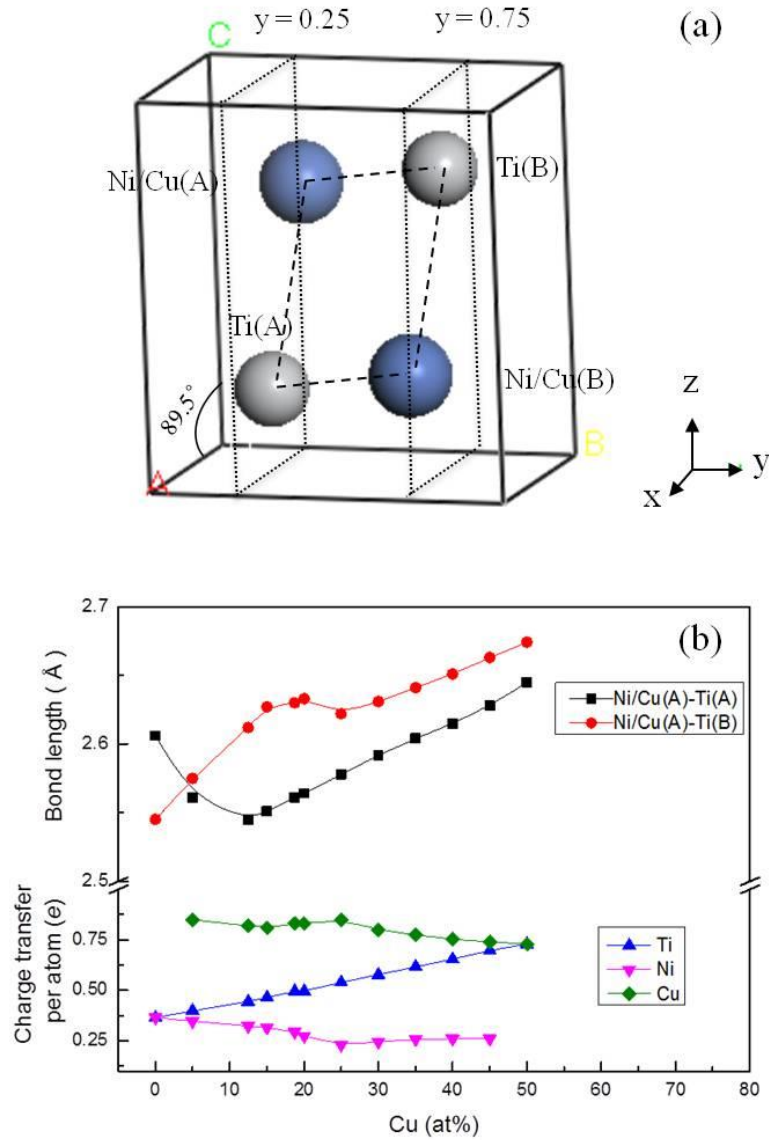 y = 0.25
y = 0.75
(a)
C
Ni/Cu(A)
Ti(B)
Ti(A)
Ni/Cu(B)
89.5°
A
B
z
y
x
(b)
2.7
2.6
2.5
Bond length ( Å )
Ni/Cu(A)-Ti(A)
Ni/Cu(A)-Ti(B)
0.75
0.50
0.25
Charge transfer
per atom (e)
Ti
Ni
Cu
0 10 20 30 40 50 60 70 80
Cu (at%)